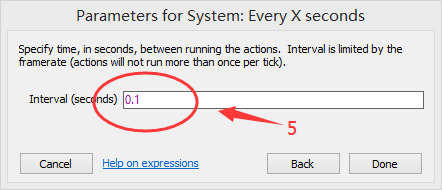 Parameters for System: Every X seconds
Specify time, in seconds, between running the actions. Interval is limited by the
framerate (actions will not run more than once per tick).
Interval (seconds) 0.1
5
Cancel Help on expressions Back Done